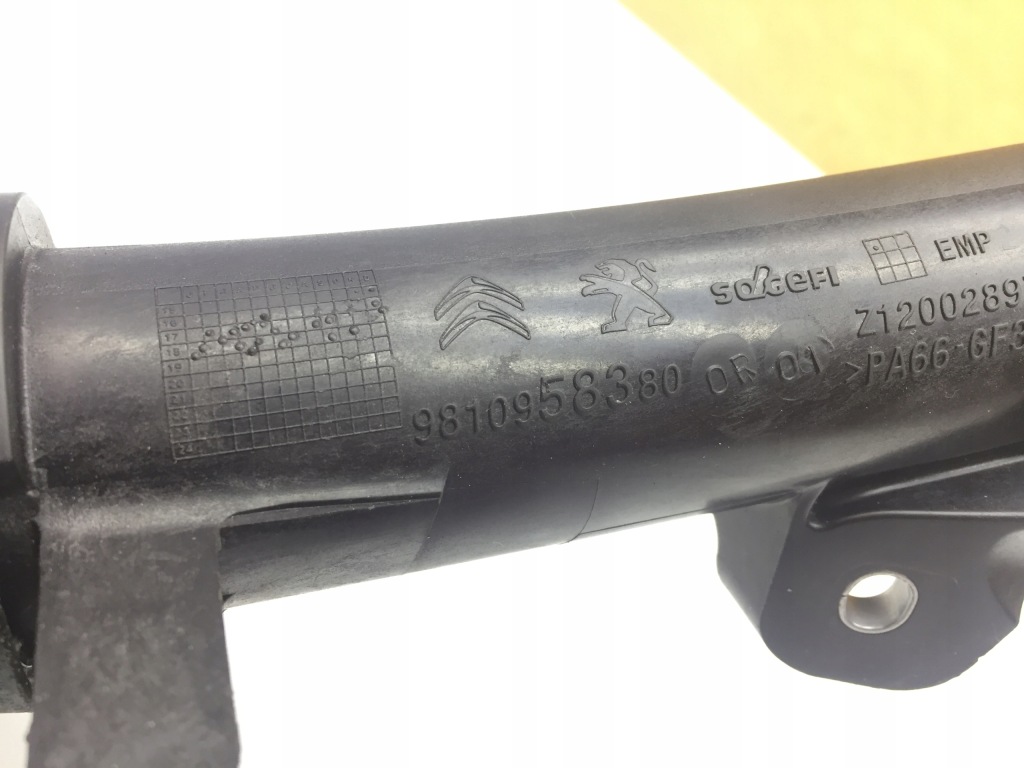 SOGEFI EMP
Z1200289
9810958380 OR 01 >PA66-GF3